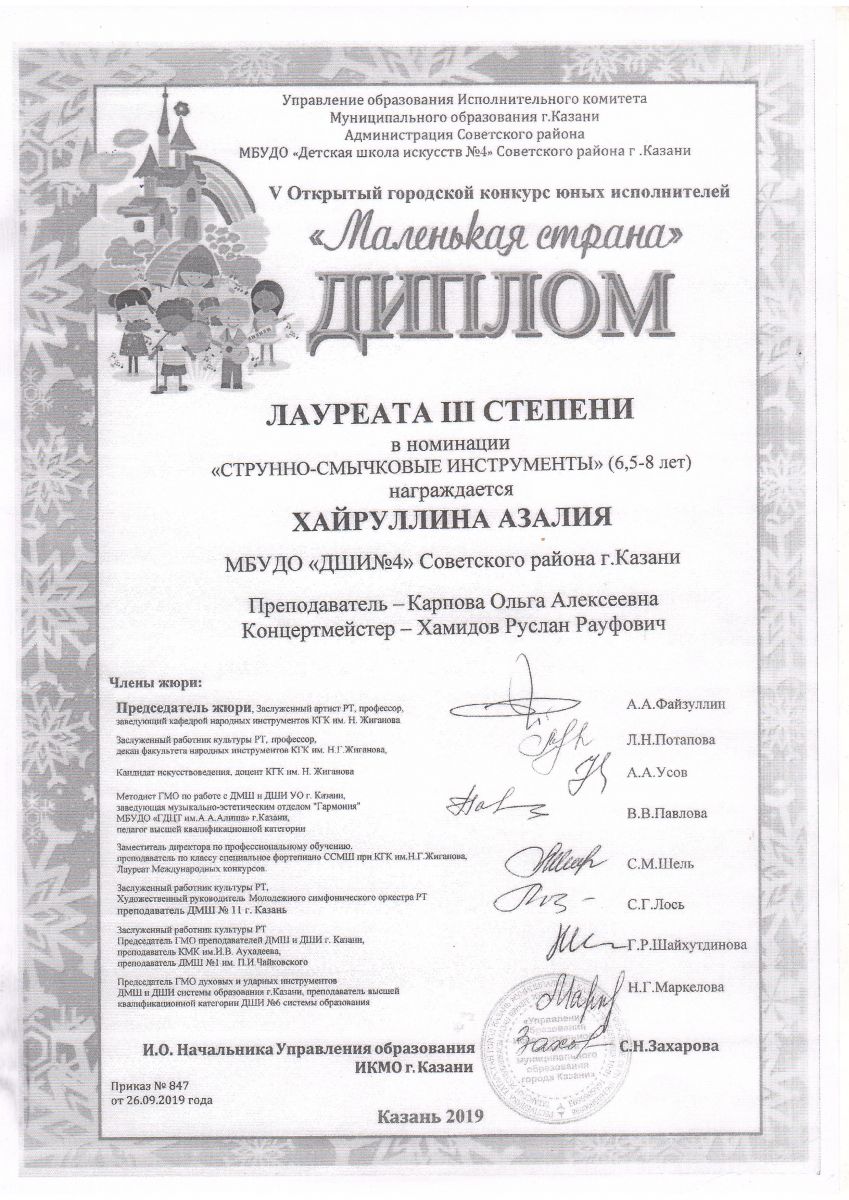 Управление образования Исполнительного комитета
Муниципального образования г.Казани
Администрация Советского района
МБУДО «Детская школа искусств №4» Советского района г .Казани
V Открытый городской конкурс юных исполнителей
«Маленькая страна»
ДИПЛОМ
ЛАУРЕАТА III СТЕПЕНИ
в номинации
«СТРУННО-СМЫЧКОВЫЕ ИНСТРУМЕНТЫ» (6,5-8 лет)
награждается
ХАЙРУЛЛИНА АЗАЛИЯ
МБУДО «ДШИ№4» Советского района г.Казани
Преподаватель – Карпова Ольга Алексеевна
Концертмейстер – Хамидов Руслан Рауфович
Члены жюри:
Председатель жюри, Заслуженный артист РТ, профессор,
заведующий кафедрой народных инструментов КГК им. Н. Жиганова
А.А.Файзуллин
Заслуженный работник культуры РТ, профессор,
декан факультета народных инструментов КГК им. Н.Г.Жиганова,
Л.Н.Потапова
Кандидат искусствоведения, доцент КГК им. Н. Жиганова
А.А.Усов
Методист ГМО по работе с ДМШ и ДШИ УО г. Казани,
заведующая музыкально-эстетическим отделом "Гармония"
МБУДО «ГДЦТ им.А.А.Алиша» г.Казани,
педагог высшей квалификационной категории
В.В.Павлова
Заместитель директора по профессиональному обучению.
преподаватель по классу специальное фортепиано ССМШ при КГК им.Н.Г.Жиганова,
Лауреат Международных конкурсов.
С.М.Шель
Заслуженный работник культуры РТ,
Художественный руководитель Молодежного симфонического оркестра РТ
преподаватель ДМШ № 11 г. Казань
С.Г.Лось
Заслуженный работник культуры РТ
Председатель ГМО преподавателей ДМШ и ДШИ г. Казани,
преподаватель КМК им.И.В. Аухадеева,
преподаватель ДМШ №1 им. П.И.Чайковского
Г.Р.Шайхутдинова
Председатель ГМО духовых и ударных инструментов
ДМШ и ДШИ системы образования г.Казани, преподаватель высшей
квалификационной категории ДШИ №6 системы образования
Н.Г.Маркелова
«Управление
образования
муниципального
образования
города Казани»
И.О. Начальника Управления образования
ИКМО г.Казани
С.Н.Захарова
Приказ № 847
от 26.09.2019 года
Казань 2019